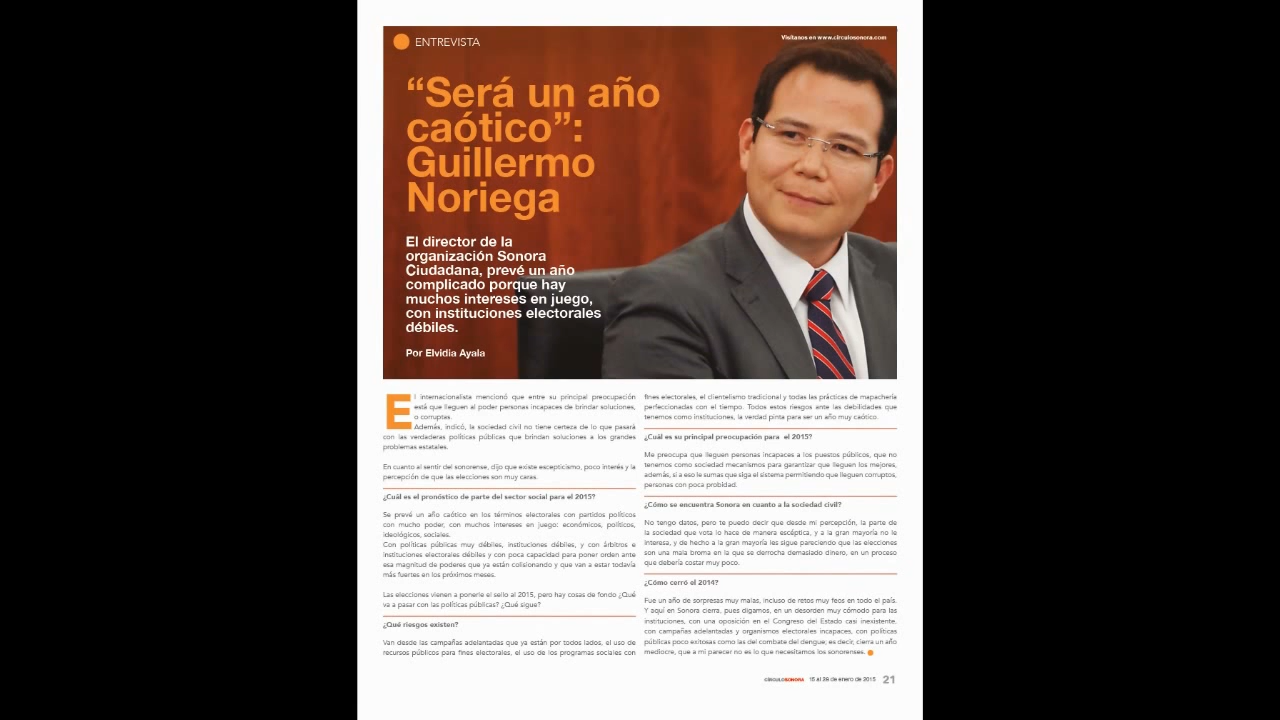 ENTREVISTA
Visítanos en www.circulosonora.com
“Será un año
caótico”:
Guillermo
Noriega
El director de la
organización Sonora
Ciudadana, prevé un año
complicado porque hay
muchos intereses en juego,
con instituciones electorales
débiles.
Por Elvidia Ayala
El internacionalista mencionó que entre su principal preocupación
está que lleguen al poder personas incapaces de brindar soluciones,
o corruptas.
Además, indicó, la sociedad civil no tiene certeza de lo que pasará
con las verdaderas políticas públicas que brindan soluciones a los grandes
problemas estatales.
En cuanto al sentir del sonorense, dijo que existe escepticismo, poco interés y la
percepción de que las elecciones son muy caras.
¿Cuál es el pronóstico de parte del sector social para el 2015?
Se prevé un año caótico en los términos electorales con partidos políticos
con mucho poder, con muchos intereses en juego: económicos, políticos,
ideológicos, sociales.
Con políticas públicas muy débiles, instituciones débiles, y con árbitros e
instituciones electorales débiles y con poca capacidad para poner orden ante
esa magnitud de poderes que ya están colisionando y que van a estar todavía
más fuertes en los próximos meses.
Las elecciones vienen a ponerle el sello al 2015, pero hay cosas de fondo ¿Qué
va a pasar con las políticas públicas? ¿Qué sigue?
¿Qué riesgos existen?
Van desde las campañas adelantadas que ya están por todos lados, el uso de
recursos públicos para fines electorales, el uso de los programas sociales con
fines electorales, el clientelismo tradicional y todas las prácticas de mapachería
perfeccionadas con el tiempo. Todos estos riesgos ante las debilidades que
tenemos como instituciones, la verdad pinta para ser un año muy caótico.
¿Cuál es su principal preocupación para el 2015?
Me preocupa que lleguen personas incapaces a los puestos públicos, que no
tenemos como sociedad mecanismos para garantizar que lleguen los mejores,
además, si a eso le sumas que siga el sistema permitiendo que lleguen corruptos,
personas con poca probidad.
¿Cómo se encuentra Sonora en cuanto a la sociedad civil?
No tengo datos, pero te puedo decir que desde mi percepción, la parte de
la sociedad que vota lo hace de manera escéptica, y a la gran mayoría no le
interesa, y de hecho a la gran mayoría les sigue pareciendo que las elecciones
son una mala broma en la que se derrocha demasiado dinero, en un proceso
que debería costar muy poco.
¿Cómo cerró el 2014?
Fue un año de sorpresas muy malas, incluso de retos muy feos en todo el país.
Y aquí en Sonora cierra, pues digamos, en un desorden muy cómodo para las
instituciones, con una oposición en el Congreso del Estado casi inexistente,
con campañas adelantadas y organismos electorales incapaces, con políticas
públicas poco exitosas como las del combate del dengue; es decir, cierra un año
mediocre, que a mi parecer no es lo que necesitamos los sonorenses.
CÍRCULOSONORA 15 al 29 de enero de 2015 21